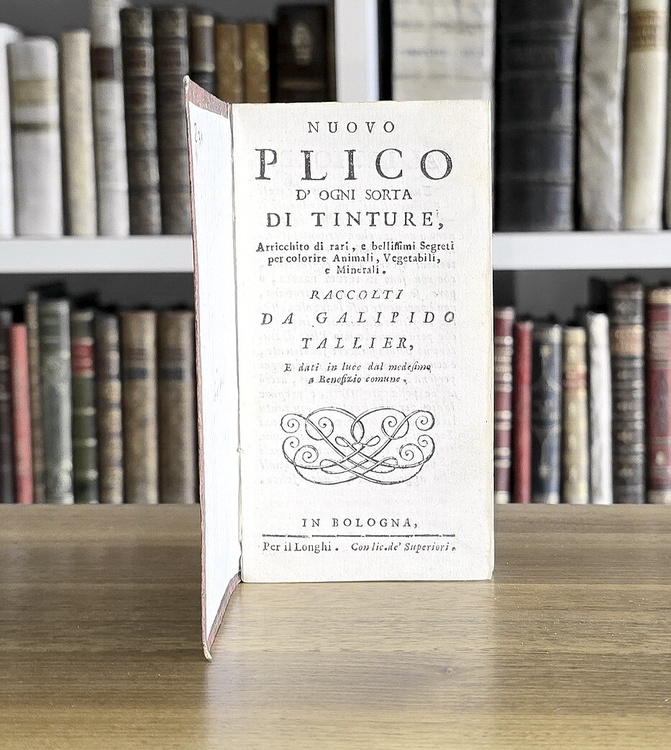 NUOVO
PLICO
D' OGNI SORTA
DI TINTURE,
Arricchito di rari, e belliſſimi Segreti
per colorire Animali, Vegetabili,
e Minerali.
RACCOLTI
DA GALIPIDO
TALLIER,
E dati in luce dal medeſimo
a Benefizio comune.
IN BOLOGNA,
Per il Longhi. Con lic. de' Superiori.